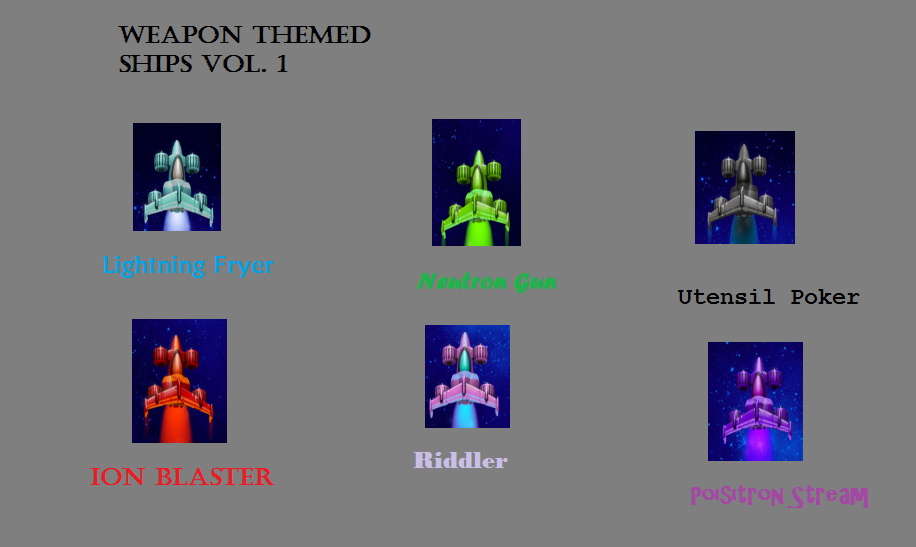 WEAPON THEMED
SHIPS VOL. 1
Lightning Fryer
Neutron Gun
Utensil Poker
ION BLASTER
Riddler
Poisitron Stream